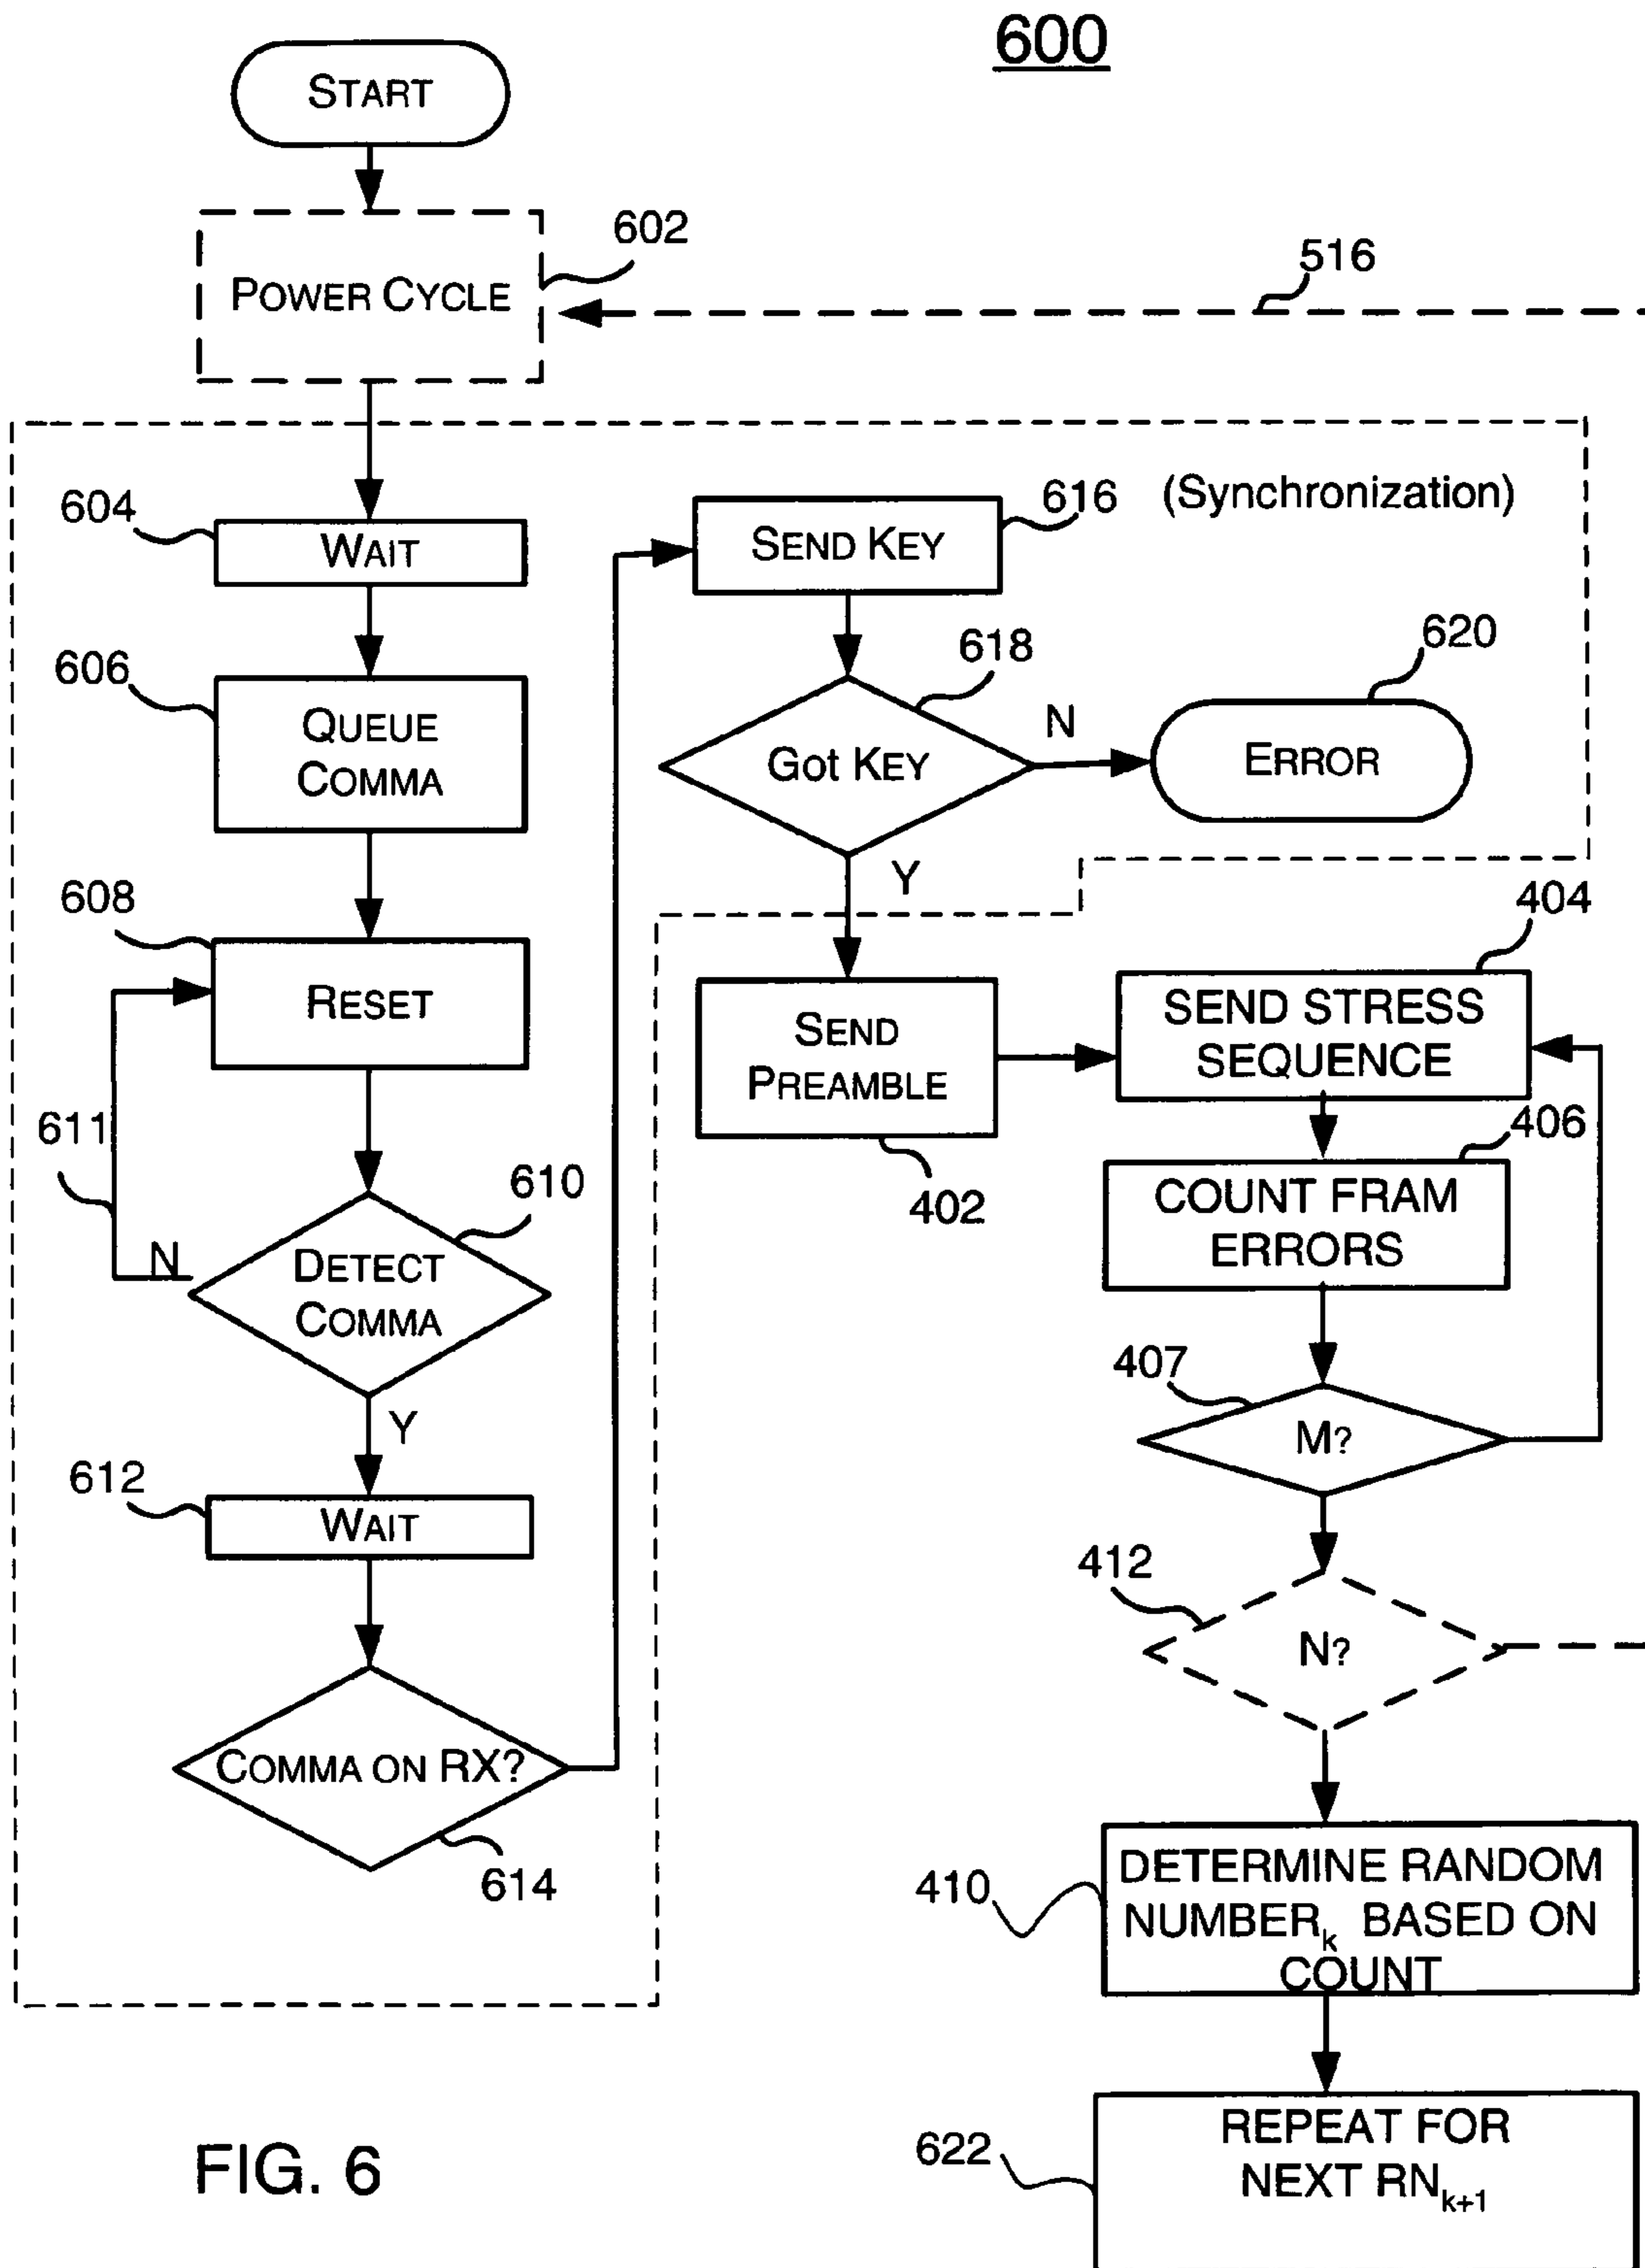 600
START
POWER CYCLE
602
516
(Synchronization)
604
WAIT
606
QUEUE
COMMA
608
RESET
611
N
610
DETECT
COMMA
Y
612
WAIT
COMMA ON RX?
614
SEND KEY
616
618
Got KEY
N
620
ERROR
Y
SEND
PREAMBLE
402
404
SEND STRESS
SEQUENCE
406
COUNT FRAM
ERRORS
407
M?
412
N?
410
DETERMINE RANDOM
NUMBERk BASED ON
COUNT
622
REPEAT FOR
NEXT RNk+1
FIG. 6